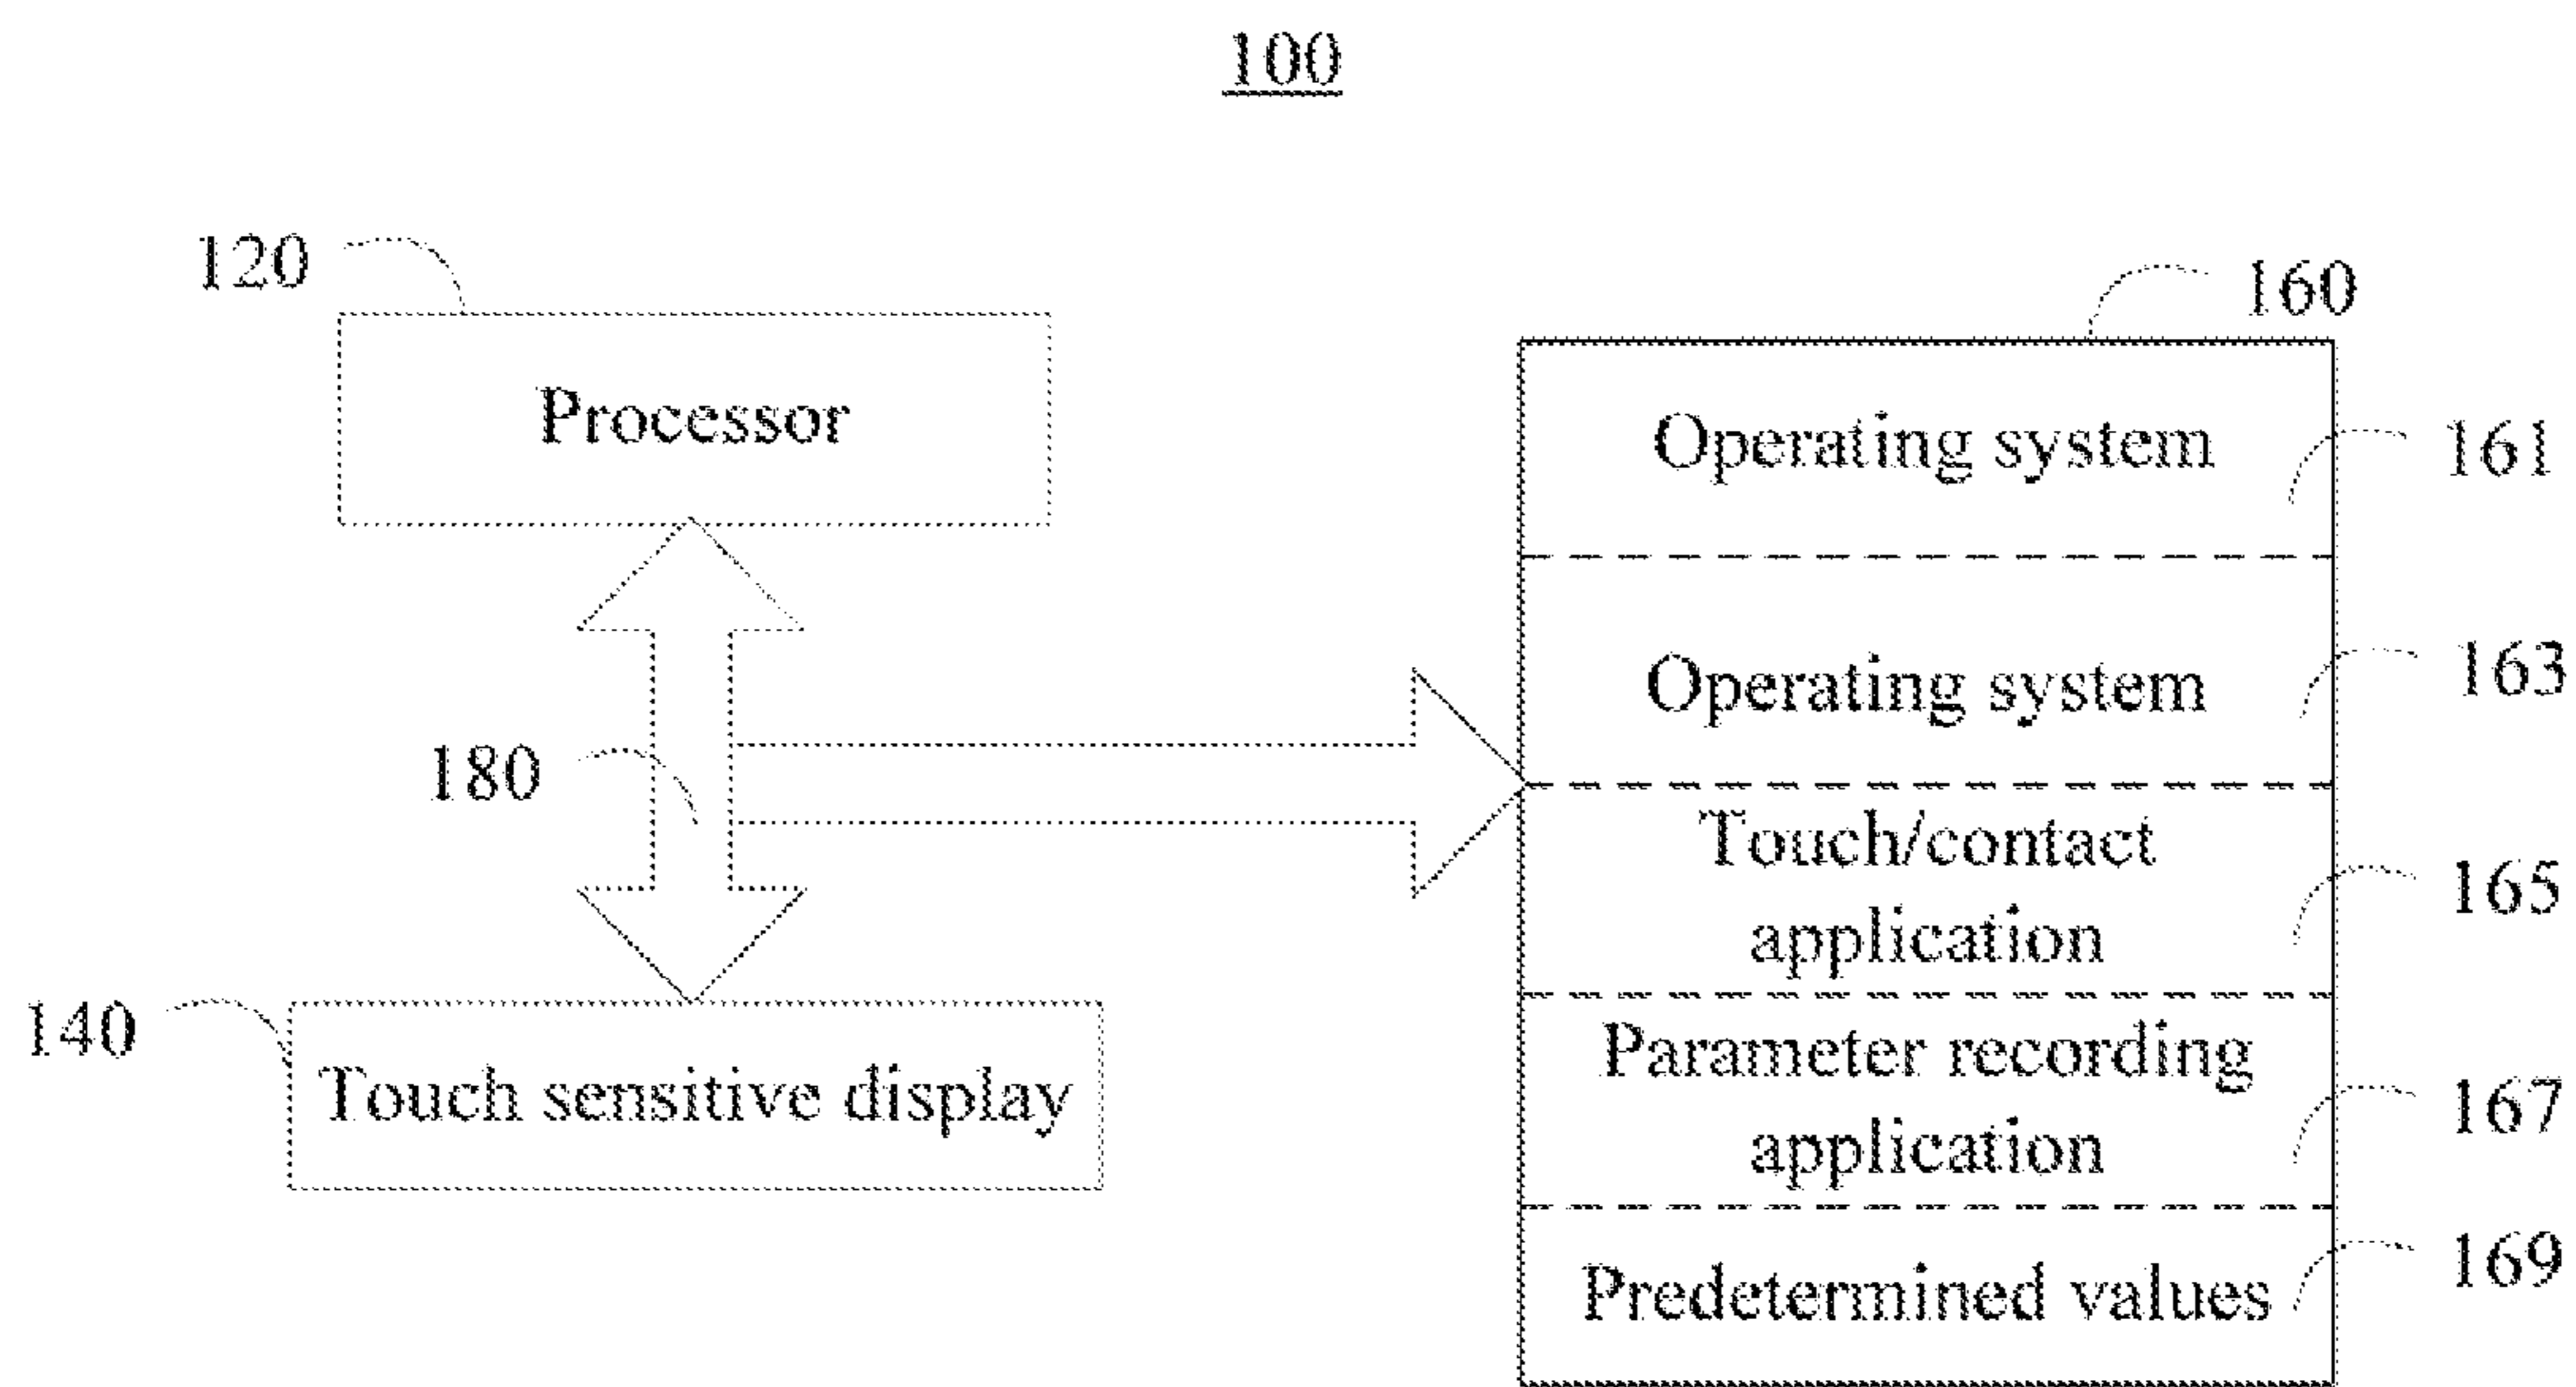 100
120
160
Processor
Operating system
161
Operating system
163
180
Touch/contact
application
165
140
Touch sensitive display
Parameter recording
application
167
Predetermined values
169